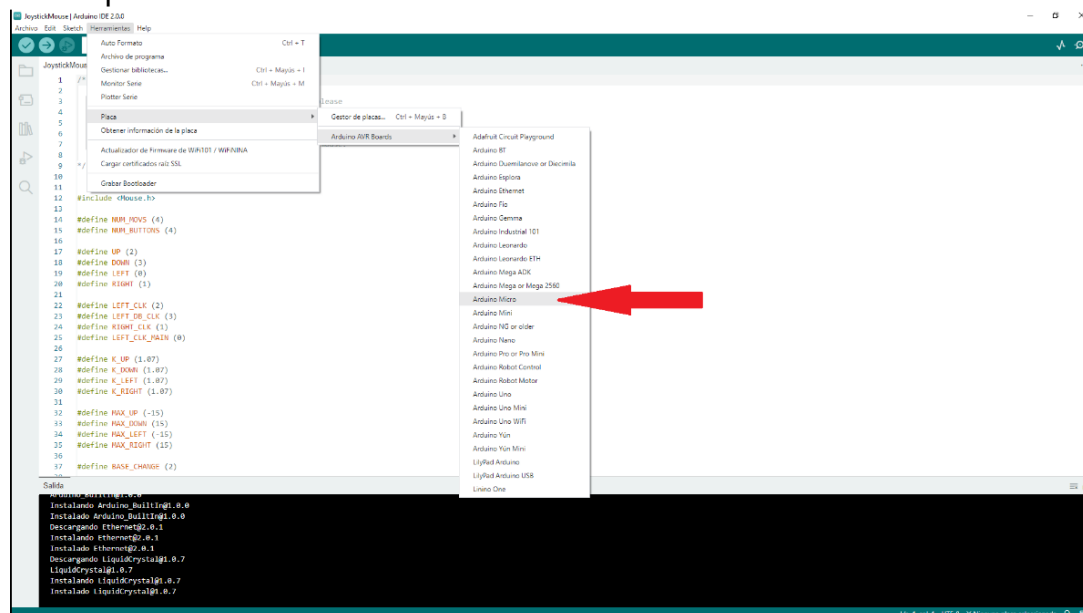 JoystickMouse | Arduino IDE 2.0.0
Archivo Edit Sketch Herramientas Help
Auto Formato Ctrl + T
Archivo de programa
Gestionar bibliotecas... Ctrl + Mayús + I
Monitor Serie Ctrl + Mayús + M
Plotter Serie
Placa
Obtener información de la placa
Actualizador de Firmware de WiFi101 / WiFiNINA
Cargar certificados raíz SSL
Grabar Bootloader
Gestor de placas... Ctrl + Mayús + B
Arduino AVR Boards
Adafruit Circuit Playground
Arduino BT
Arduino Duemilanove or Diecimila
Arduino Esplora
Arduino Ethernet
Arduino Fio
Arduino Gemma
Arduino Industrial 101
Arduino Leonardo
Arduino Leonardo ETH
Arduino Mega ADK
Arduino Mega or Mega 2560
Arduino Micro
Arduino Mini
Arduino NG or older
Arduino Nano
Arduino Pro or Pro Mini
Arduino Robot Control
Arduino Robot Motor
Arduino Uno
Arduino Uno Mini
Arduino Uno WiFi
Arduino Yún
Arduino Yún Mini
LilyPad Arduino
LilyPad Arduino USB
Linino One
JoystickMouse
1 /*
2
3 lease
4
5
6
7
8
9 */
10
11
12 #include <Mouse.h>
13
14 #define NUM_MOVS (4)
15 #define NUM_BUTTONS (4)
16
17 #define UP (2)
18 #define DOWN (3)
19 #define LEFT (0)
20 #define RIGHT (1)
21
22 #define LEFT_CLK (2)
23 #define LEFT_DB_CLK (3)
24 #define RIGHT_CLK (1)
25 #define LEFT_CLK_MAIN (0)
26
27 #define K_UP (1.07)
28 #define K_DOWN (1.07)
29 #define K_LEFT (1.07)
30 #define K_RIGHT (1.07)
31
32 #define MAX_UP (-15)
33 #define MAX_DOWN (15)
34 #define MAX_LEFT (-15)
35 #define MAX_RIGHT (15)
36
37 #define BASE_CHANGE (2)
Salida
Arduino_BuiltIn@1.0.0
Instalando Arduino_BuiltIn@1.0.0
Instalado Arduino_BuiltIn@1.0.0
Descargando Ethernet@2.0.1
Instalando Ethernet@2.0.1
Instalado Ethernet@2.0.1
Descargando LiquidCrystal@1.0.7
LiquidCrystal@1.0.7
Instalando LiquidCrystal@1.0.7
Instalado LiquidCrystal@1.0.7